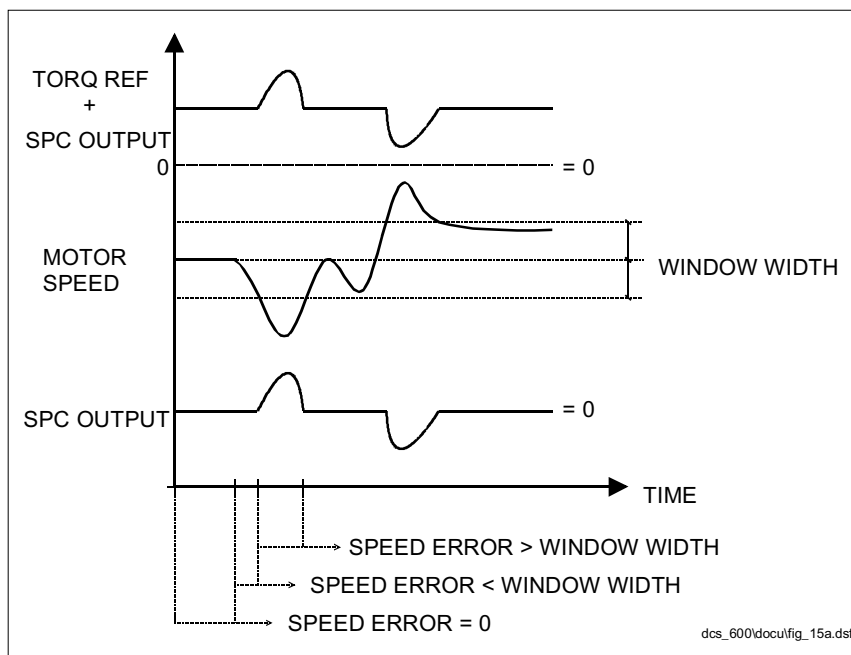 TORQ REF
+
SPC OUTPUT
0
= 0
MOTOR
SPEED
WINDOW WIDTH
SPC OUTPUT
= 0
TIME
SPEED ERROR > WINDOW WIDTH
SPEED ERROR < WINDOW WIDTH
SPEED ERROR = 0
dcs_600\docu\fig_15a.dsf